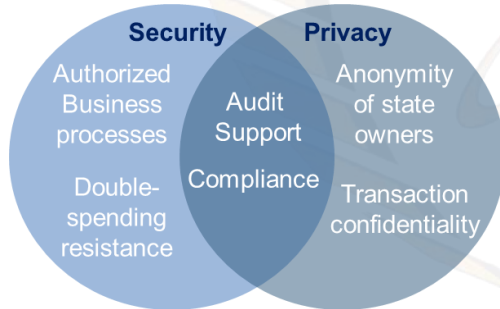 Security
Privacy
Authorized
Business
processes
Double-
spending
resistance
Audit
Support
Compliance
Anonymity
of state
owners
Transaction
confidentiality